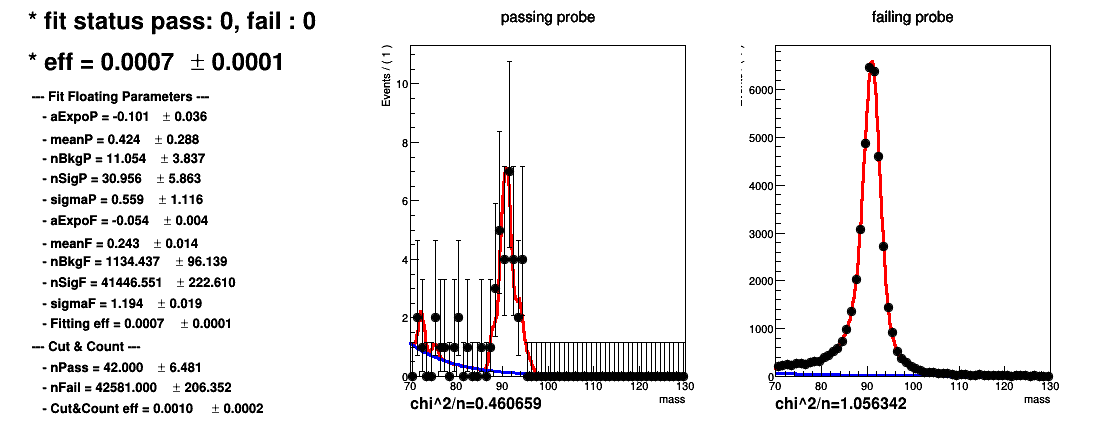 * fit status pass: 0, fail : 0
* eff = 0.0007 ± 0.0001
--- Fit Floating Parameters ---
- aExpoP = -0.101 ± 0.036
- meanP = 0.424 ± 0.288
- nBkgP = 11.054 ± 3.837
- nSigP = 30.956 ± 5.863
- sigmaP = 0.559 ± 1.116
- aExpoF = -0.054 ± 0.004
- meanF = 0.243 ± 0.014
- nBkgF = 1134.437 ± 96.139
- nSigF = 41446.551 ± 222.610
- sigmaF = 1.194 ± 0.019
- Fitting eff = 0.0007 ± 0.0001
--- Cut & Count ---
- nPass = 42.000 ± 6.481
- nFail = 42581.000 ± 206.352
- Cut&Count eff = 0.0010 ± 0.0002
passing probe
Events / ( 1 )
10
8
6
4
2
0
70 80 90 100 110 120 130
mass
chi^2/n=0.460659
failing probe
6000
5000
4000
3000
2000
1000
0
70 80 90 100 110 120 130
mass
chi^2/n=1.056342